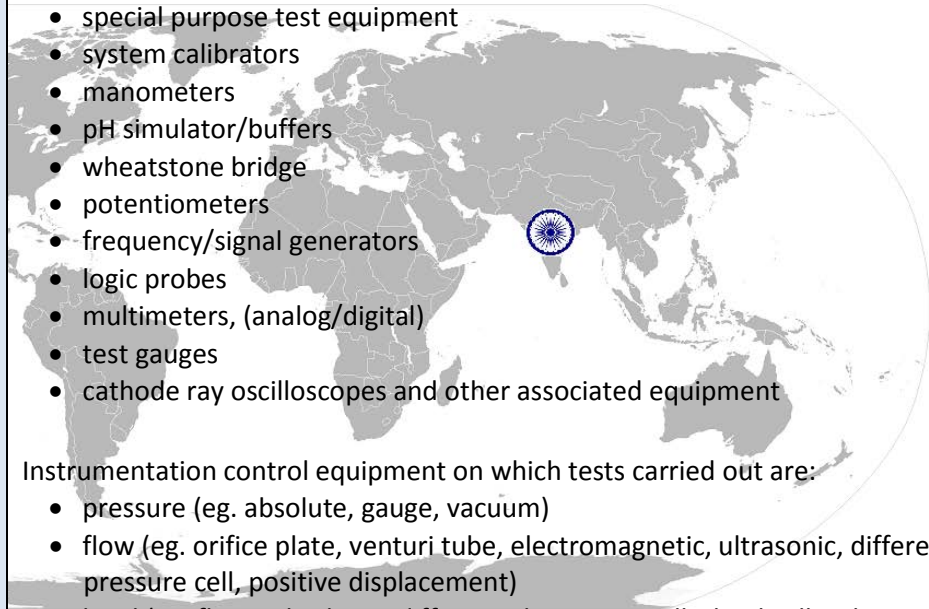 • special purpose test equipment
• system calibrators
• manometers
• pH simulator/buffers
• wheatstone bridge
• potentiometers
• frequency/signal generators
• logic probes
• multimeters, (analog/digital)
• test gauges
• cathode ray oscilloscopes and other associated equipment
Instrumentation control equipment on which tests carried out are:
• pressure (eg. absolute, gauge, vacuum)
• flow (eg. orifice plate, venturi tube, electromagnetic, ultrasonic, differe
pressure cell, positive displacement)